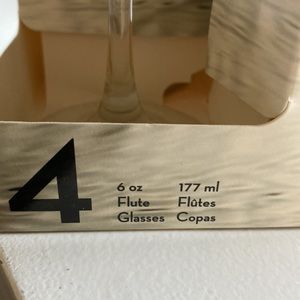 4
6 oz 177 ml
Flute Flûtes
Glasses Copas